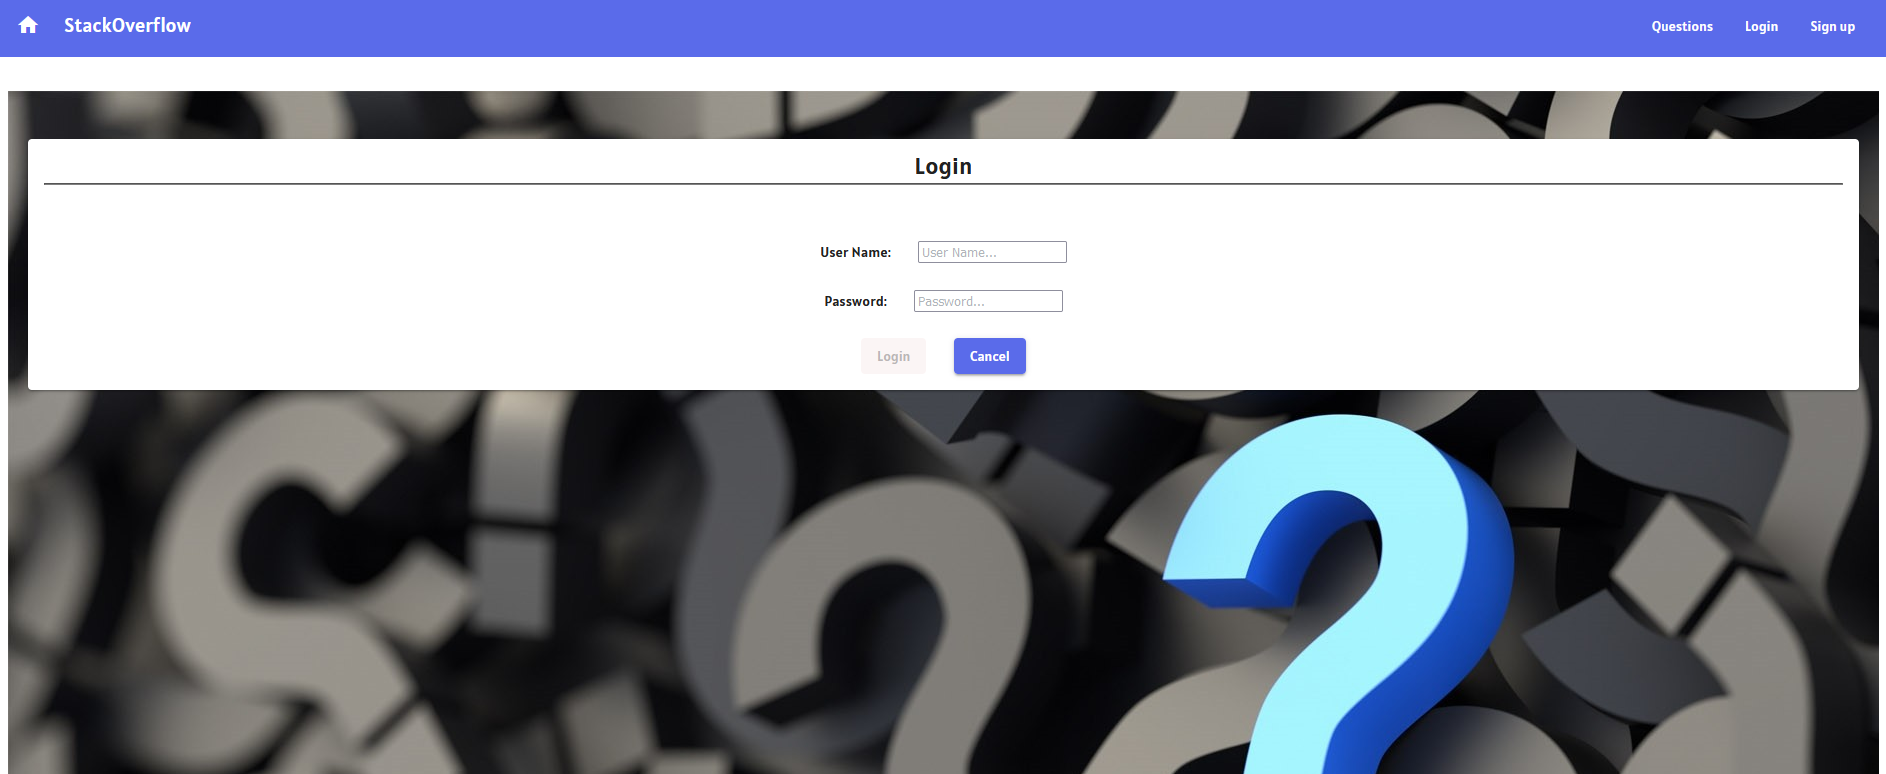 StackOverflow Questions Login Sign up
Login
User Name: User Name...
Password: Password...
Login Cancel